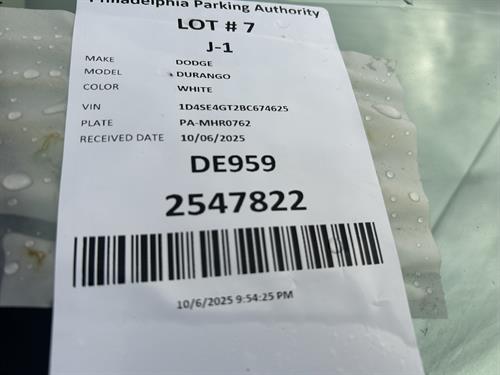 Philadelphia Parking Authority
LOT # 7
J-1
MAKE DODGE
MODEL DURANGO
COLOR WHITE
VIN 1D4SE4GT2BC674625
PLATE PA-MHR0762
RECEIVED DATE 10/06/2025
DE959
2547822
10/6/2025 9:54:25 PM